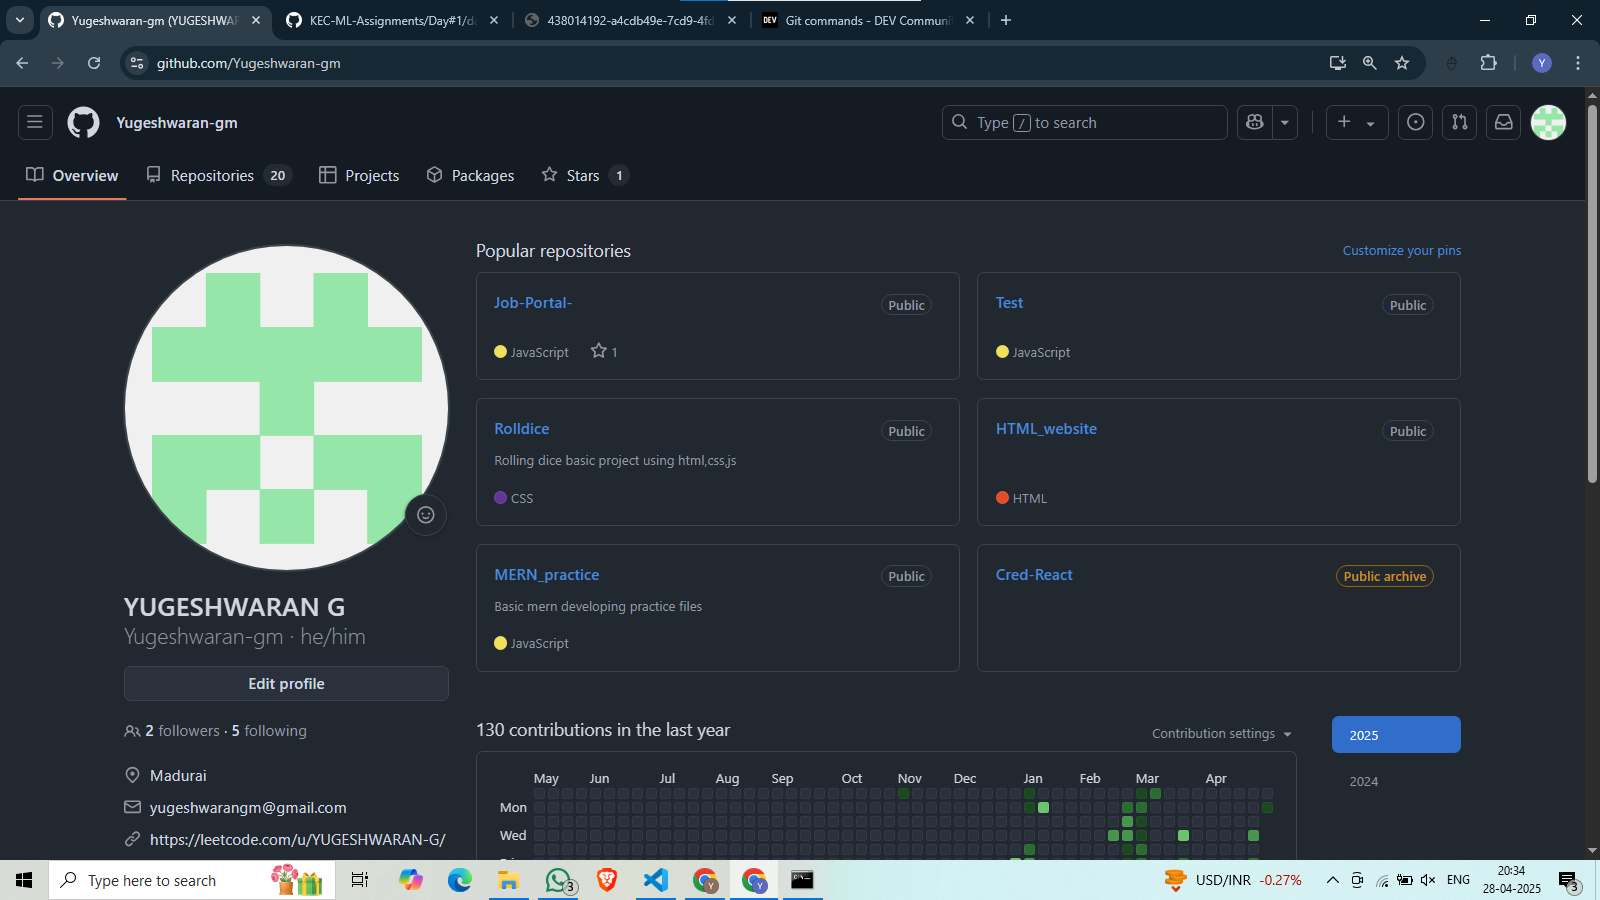 Yugeshwaran-gm (YUGESHWAR
KEC-ML-Assignments/Day#1/d
438014192-a4cdb49e-7cd9-4fd
DEV
Git commands - DEV Communi
github.com/Yugeshwaran-gm
Y
Yugeshwaran-gm
Type / to search
Overview
Repositories 20
Projects
Packages
Stars 1
Popular repositories
Customize your pins
Job-Portal-
Public
JavaScript
1
Test
Public
JavaScript
Rolldice
Public
Rolling dice basic project using html,css,js
CSS
HTML_website
Public
HTML
MERN_practice
Public
Basic mern developing practice files
JavaScript
Cred-React
Public archive
YUGESHWARAN G
Yugeshwaran-gm · he/him
Edit profile
2 followers · 5 following
Madurai
yugeshwarangm@gmail.com
https://leetcode.com/u/YUGESHWARAN-G/
130 contributions in the last year
Contribution settings
2025
2024
May Jun Jul Aug Sep Oct Nov Dec Jan Feb Mar Apr
Mon
Wed
Type here to search
3
Y
Y
USD/INR -0.27%
ENG
20:34
28-04-2025
3